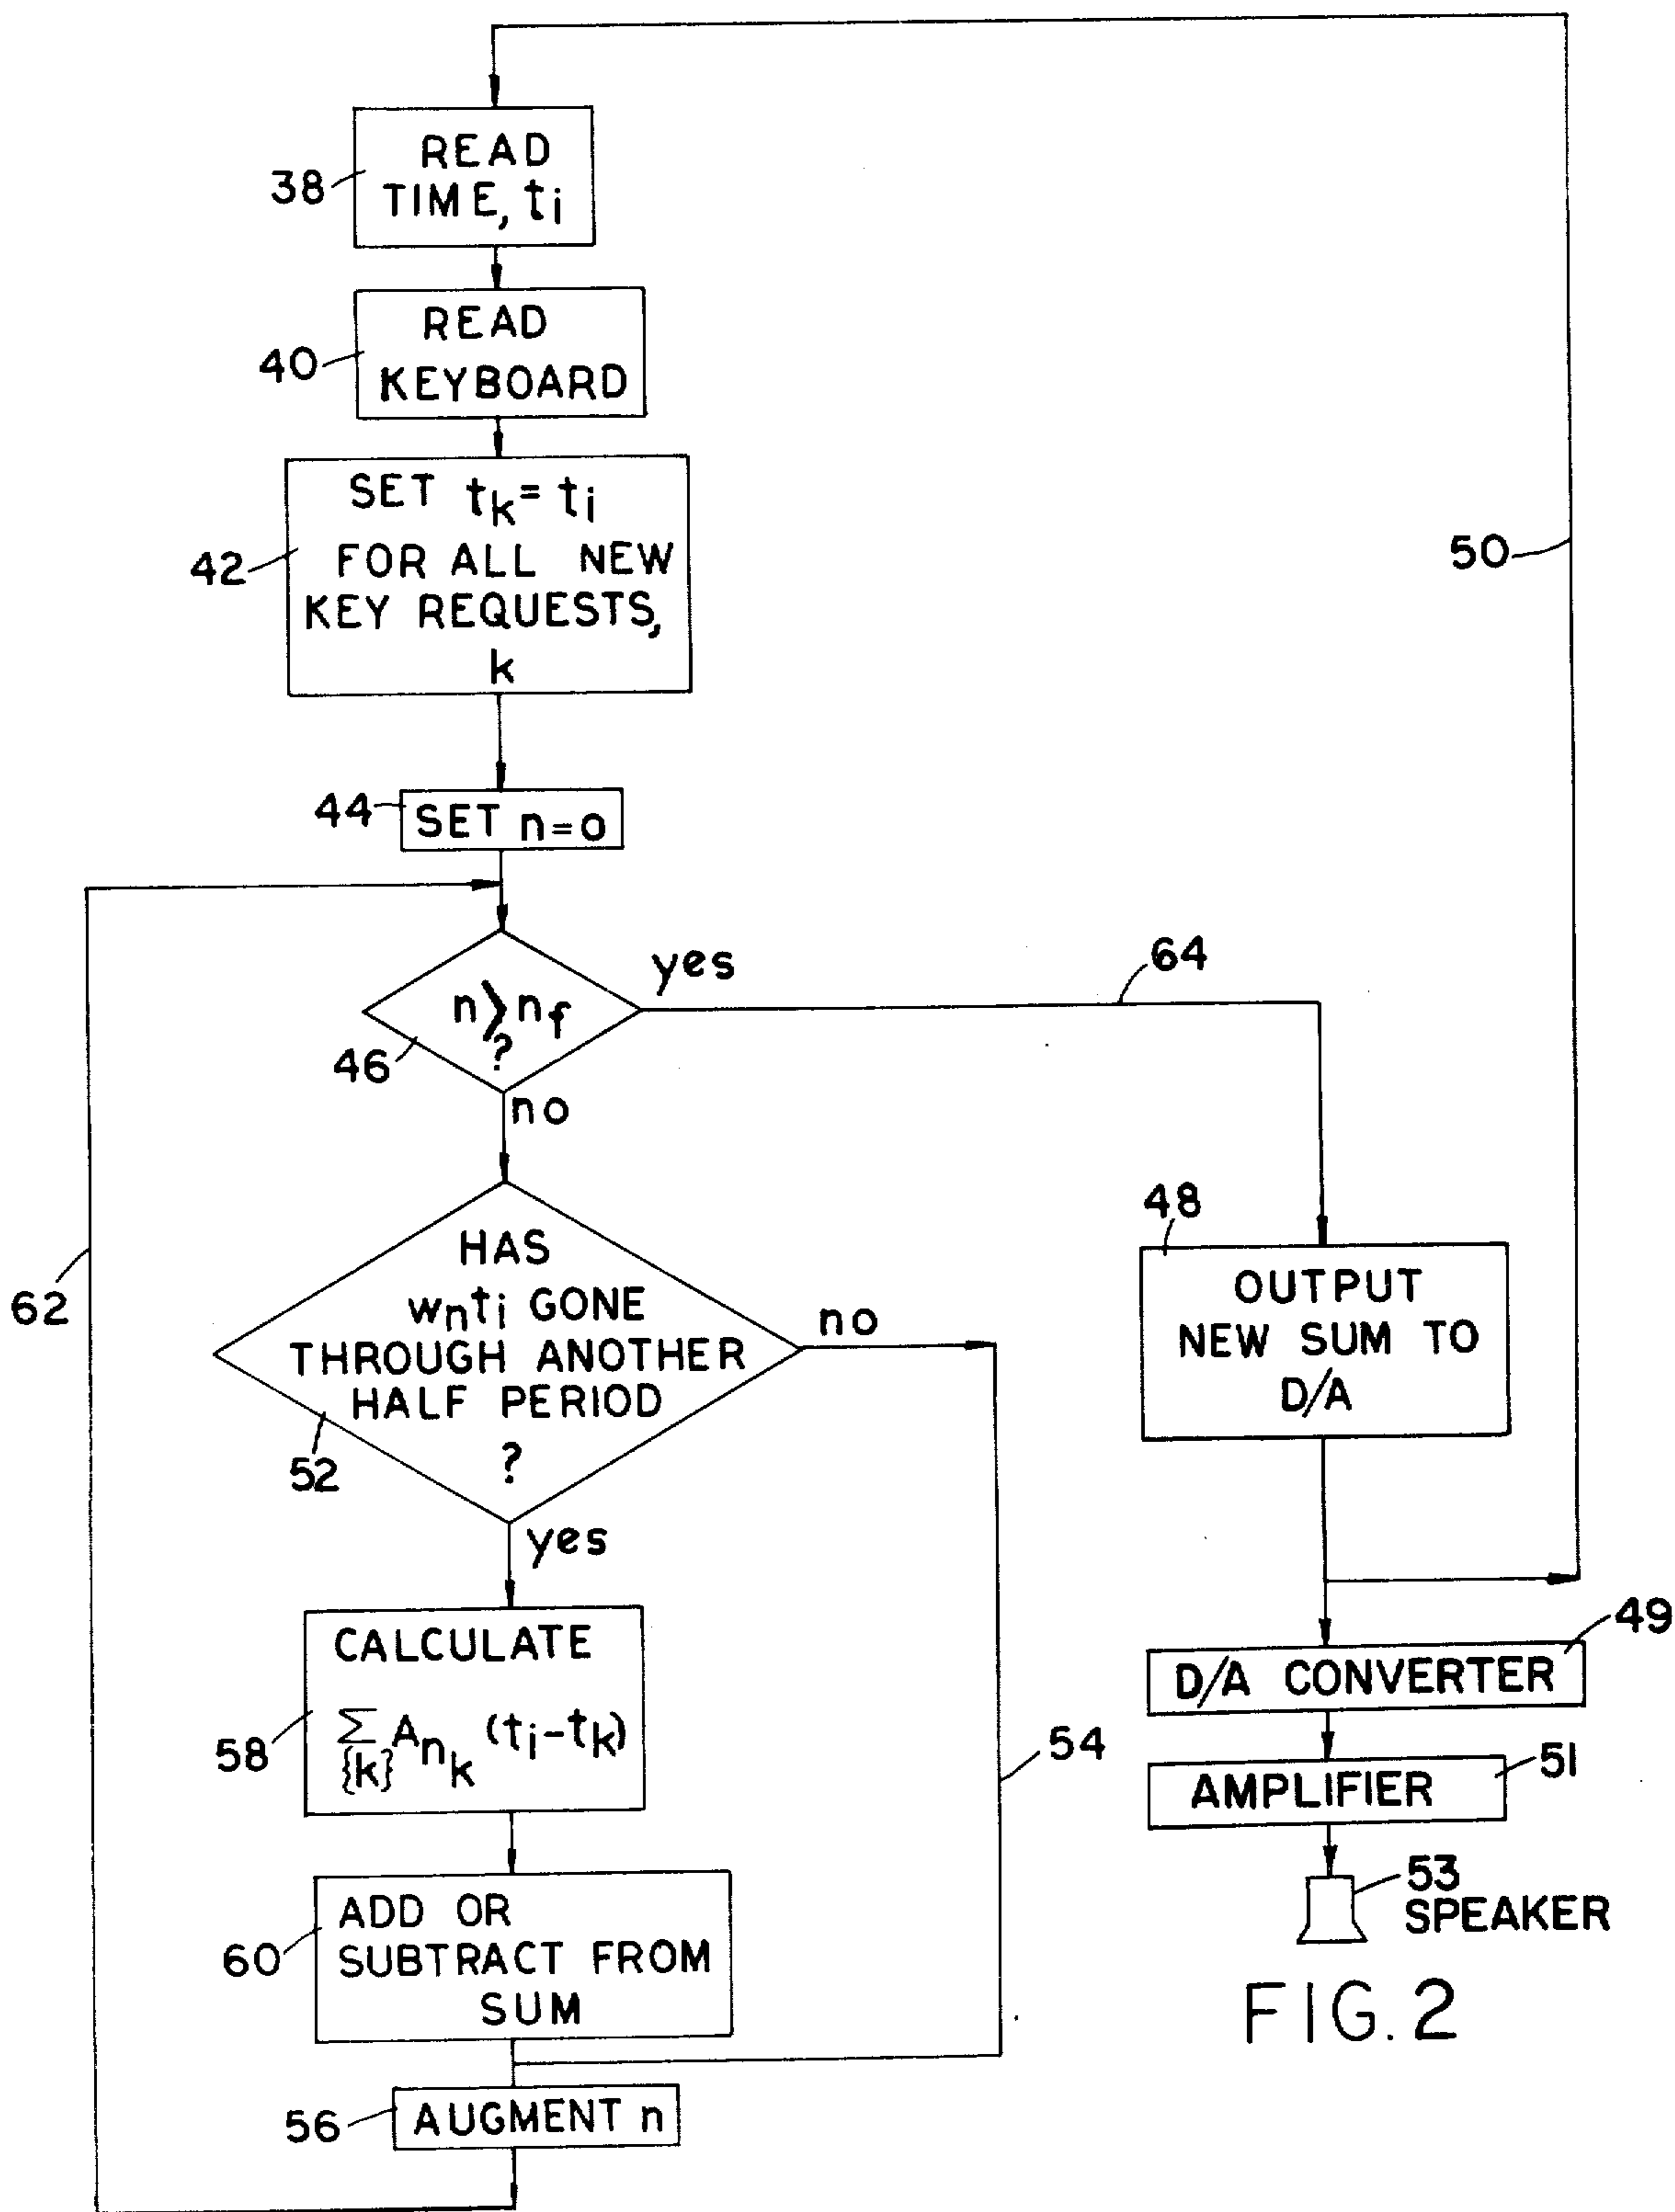 READ
TIME, ti
38
READ
KEYBOARD
40
SET tk = ti
FOR ALL NEW
KEY REQUESTS,
k
42
50
44
SET n=o
n > nf
?
46
yes
64
no
HAS
wnti GONE
THROUGH ANOTHER
HALF PERIOD
?
52
no
62
yes
48
OUTPUT
NEW SUM TO
D/A
CALCULATE
Σ{k} Ank (ti-tk)
58
54
49
D/A CONVERTER
51
AMPLIFIER
53
SPEAKER
ADD OR
SUBTRACT FROM
SUM
60
56
AUGMENT n
FIG. 2